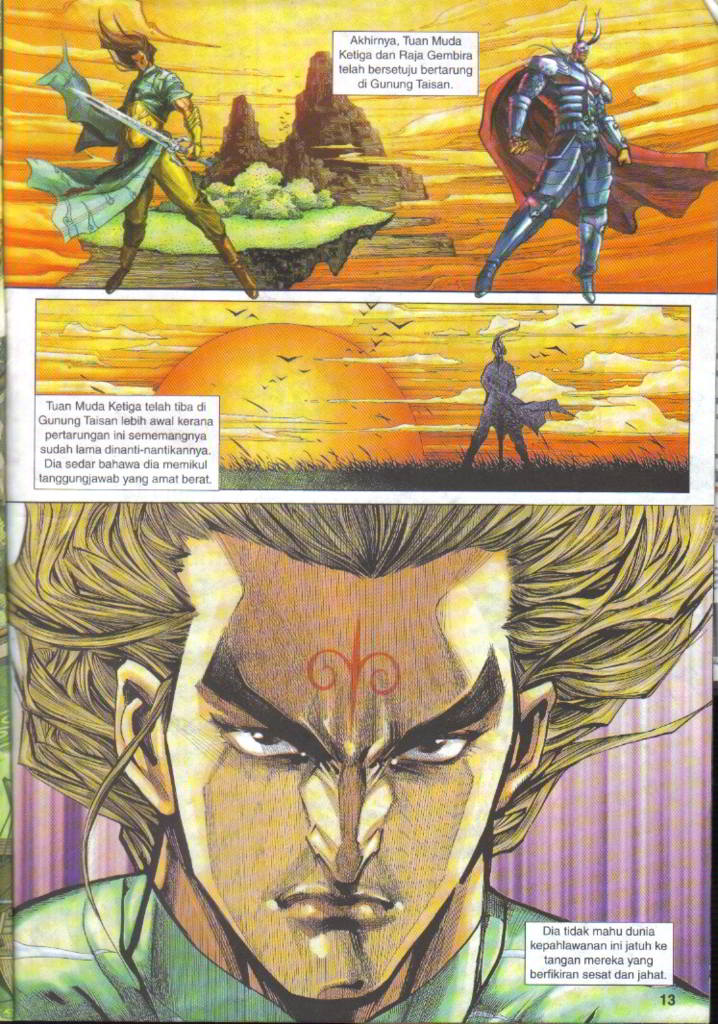 Akhirnya, Tuan Muda
Ketiga dan Raja Gembira
telah bersetuju bertarung
di Gunung Taisan.
Tuan Muda Ketiga telah tiba di
Gunung Taisan lebih awal kerana
pertarungan ini sememangnya
sudah lama dinanti-nantikannya.
Dia sedar bahawa dia memikul
tanggungjawab yang amat berat.
Dia tidak mahu dunia
kepahlawanan ini jatuh ke
tangan mereka yang
berfikiran sesat dan jahat.
13